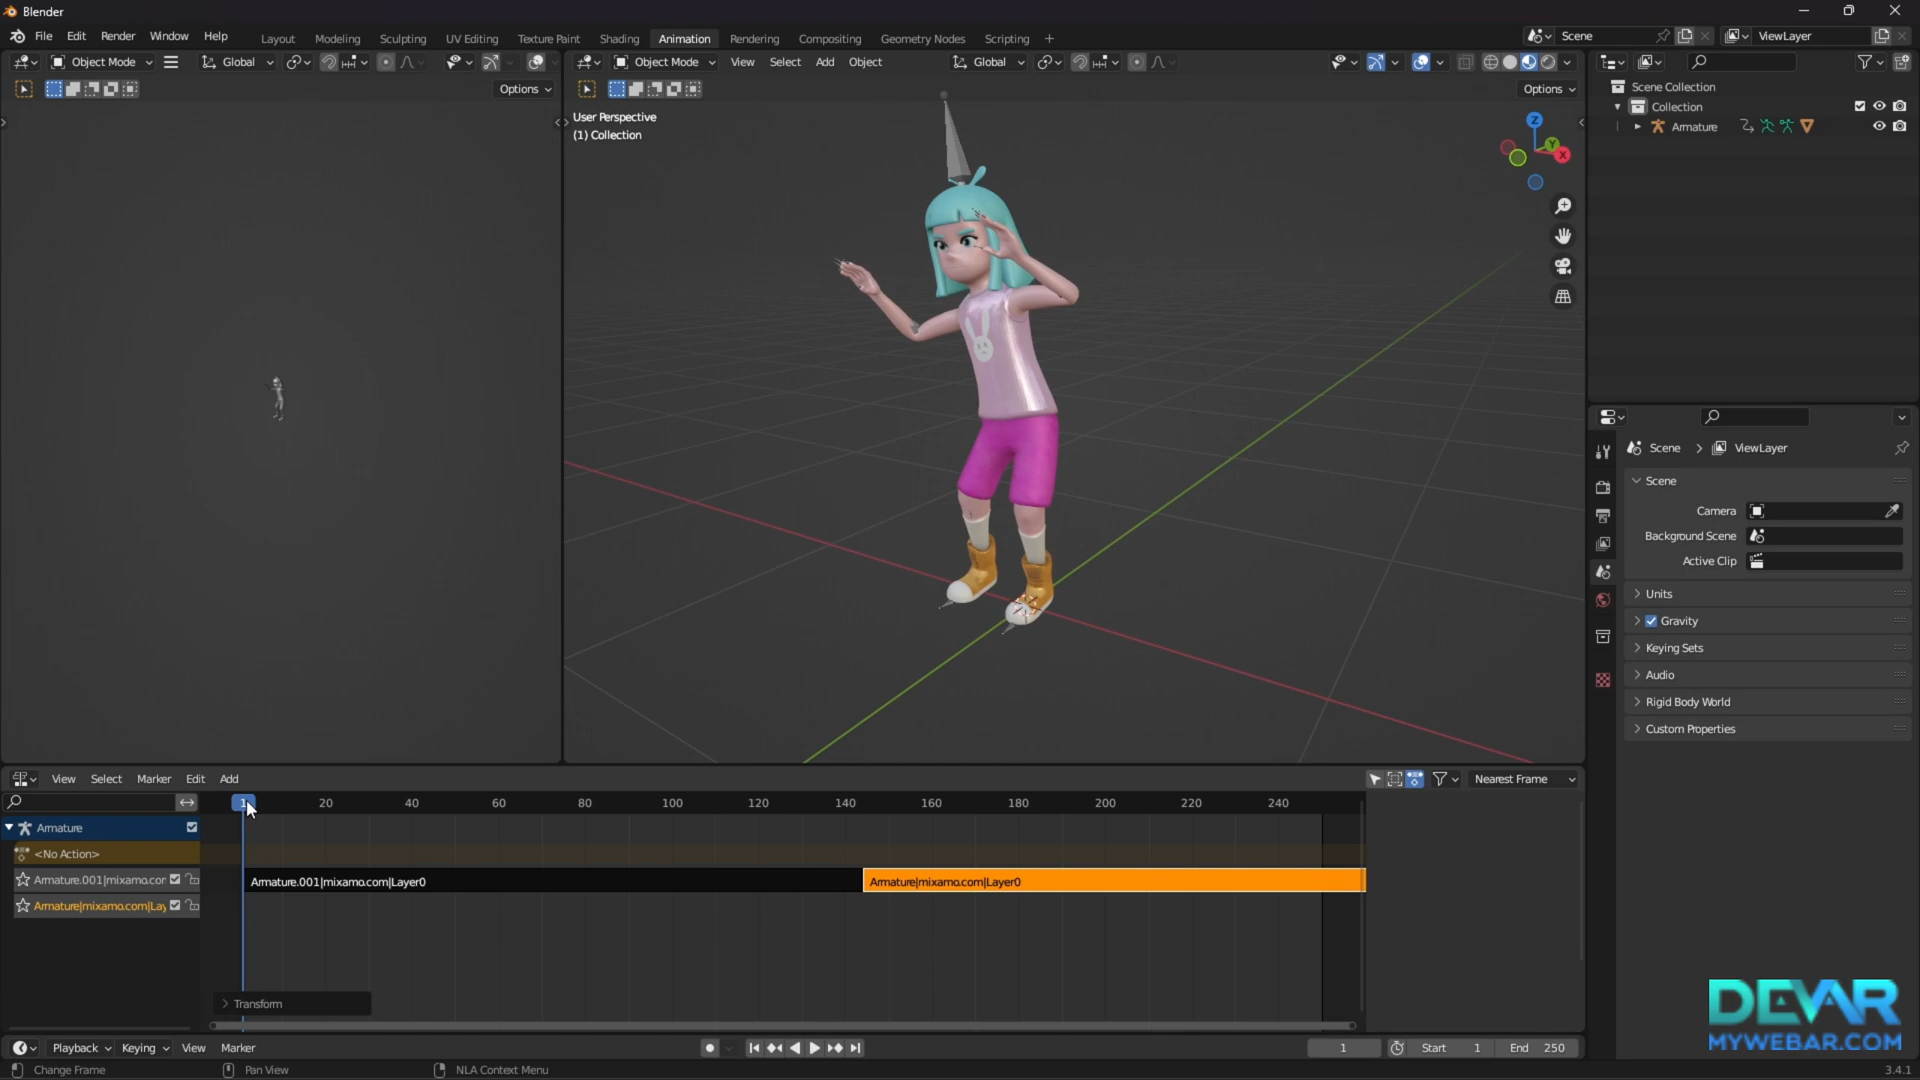 Blender
File Edit Render Window Help
Layout Modeling Sculpting UV Editing Texture Paint Shading Animation Rendering Compositing Geometry Nodes Scripting +
Scene
ViewLayer
Object Mode Global
Object Mode View Select Add Object Global
Options
Options
User Perspective
(1) Collection
Z
Y
X
Scene Collection
Collection
Armature
Scene > ViewLayer
Scene
Camera
Background Scene
Active Clip
Units
Gravity
Keying Sets
Audio
Rigid Body World
Custom Properties
View Select Marker Edit Add
Nearest Frame
1 20 40 60 80 100 120 140 160 180 200 220 240
Armature
<No Action>
Armature.001|mixamo.cor
Armature.001|mixamo.com|Layer0
Armature|mixamo.com|Layer0
Armature|mixamo.com|Lay
Transform
Playback Keying View Marker
1
Start 1 End 250
Change Frame Pan View NLA Context Menu
3.4.1
DEVAR
MYWEBAR.COM